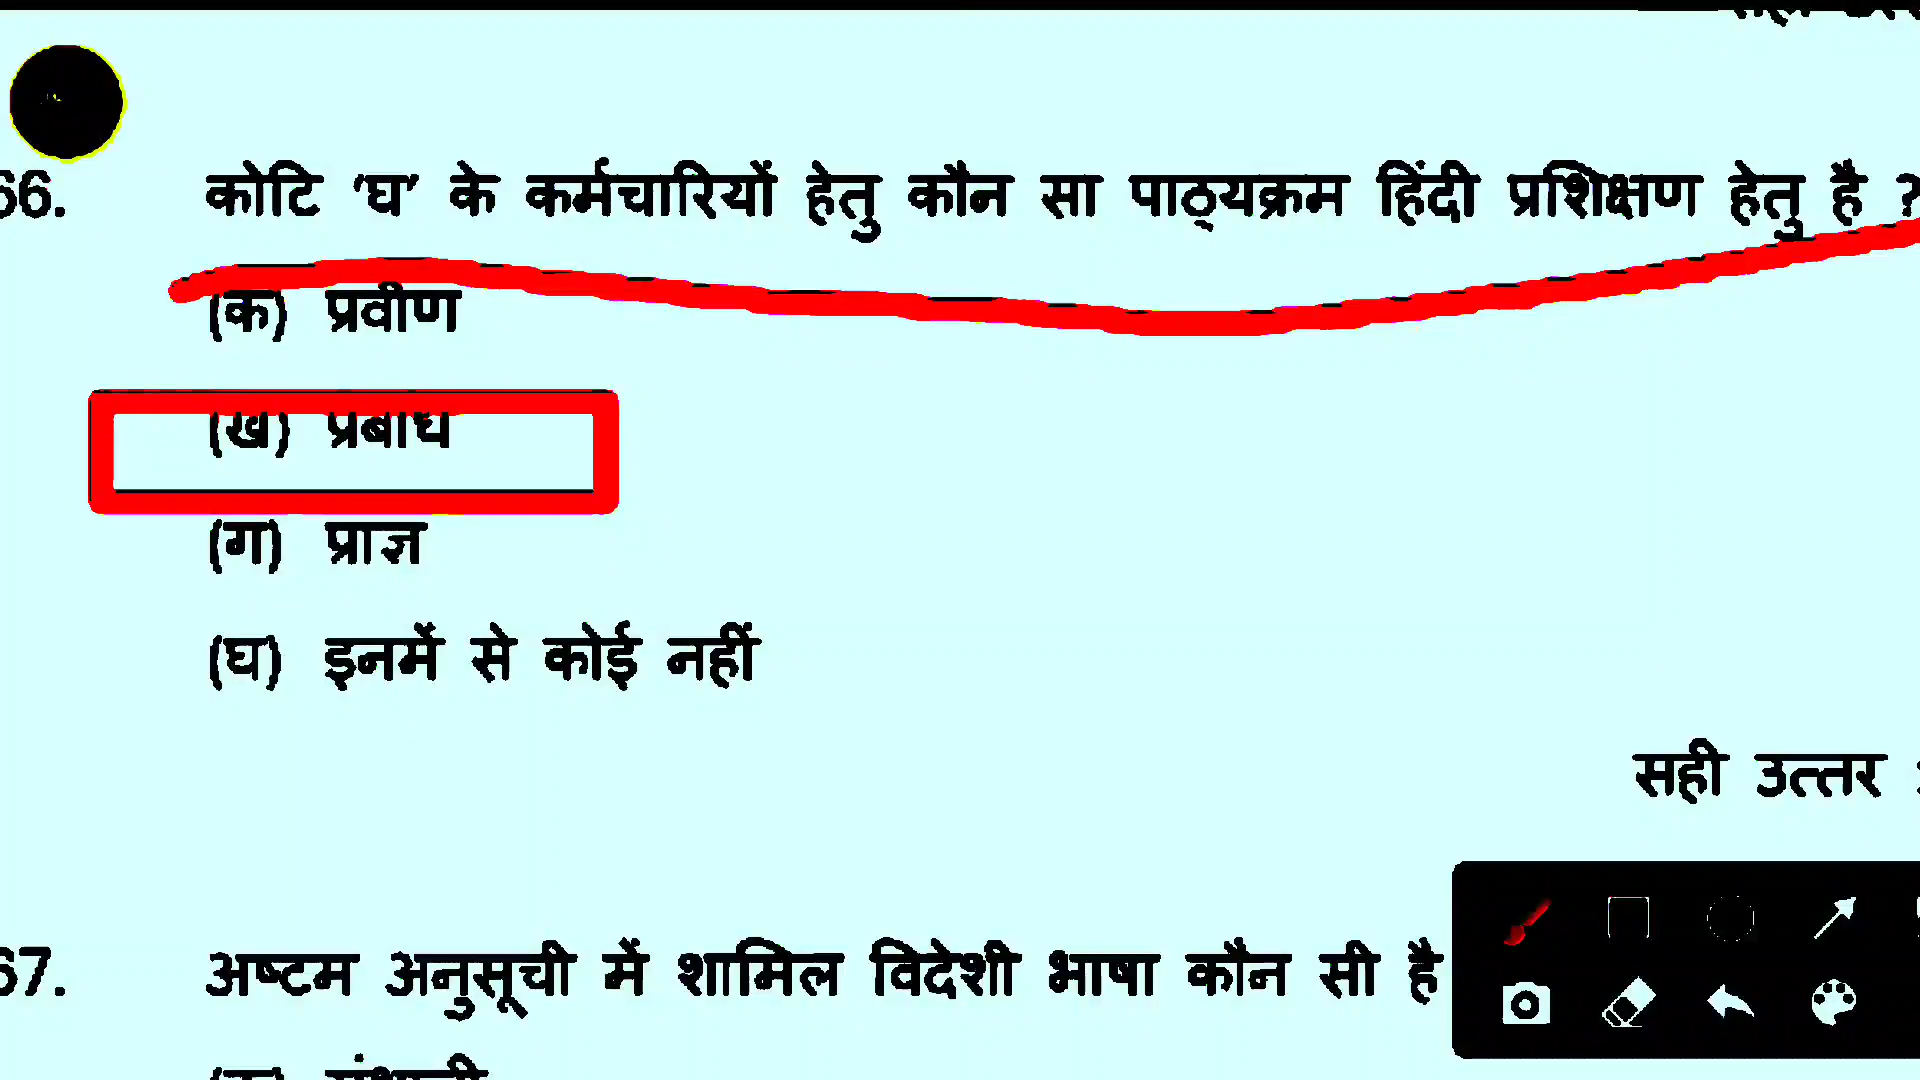 66. कोटि 'घ' के कर्मचारियों हेतु कौन सा पाठ्यक्रम हिंदी प्रशिक्षण हेतु है ?
(क) प्रवीण
(ख) प्रबोध
(ग) प्राज्ञ
(घ) इनमें से कोई नहीं
सही उत्तर
67. अष्टम अनुसूची में शामिल विदेशी भाषा कौन सी है